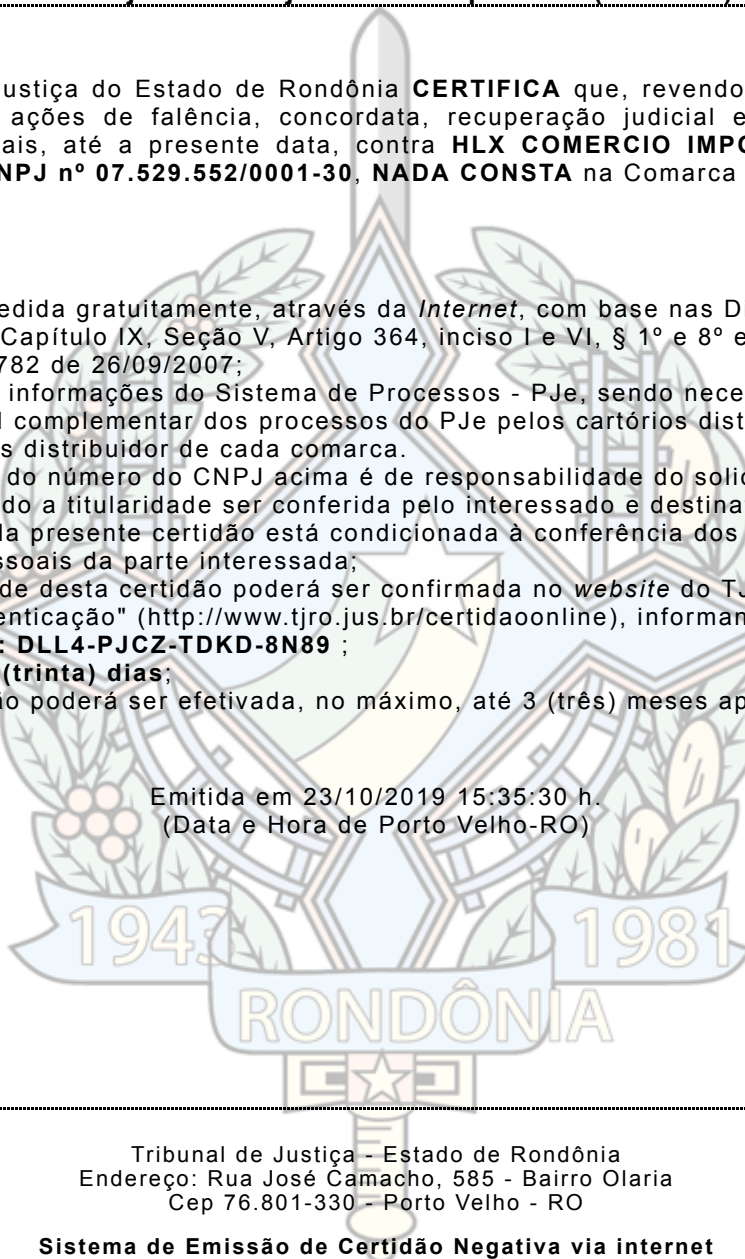 ustiça do Estado de Rondônia CERTIFICA que, revendo
ações de falência, concordata, recuperação judicial e
ais, até a presente data, contra HLX COMERCIO IMPO
NPJ nº 07.529.552/0001-30, NADA CONSTA na Comarca
edida gratuitamente, através da Internet, com base nas Di
Capítulo IX, Seção V, Artigo 364, inciso I e VI, § 1º e 8º e
782 de 26/09/2007;
informações do Sistema de Processos - PJe, sendo nece
l complementar dos processos do PJe pelos cartórios dist
s distribuidor de cada comarca.
do número do CNPJ acima é de responsabilidade do solic
do a titularidade ser conferida pelo interessado e destina
da presente certidão está condicionada à conferência dos
ssoais da parte interessada;
de desta certidão poderá ser confirmada no website do TJ
enticação" (http://www.tjro.jus.br/certidaoonline), informan
: DLL4-PJCZ-TDKD-8N89 ;
(trinta) dias;
ão poderá ser efetivada, no máximo, até 3 (três) meses ap
Emitida em 23/10/2019 15:35:30 h.
(Data e Hora de Porto Velho-RO)
1943
1981
RONDÔNIA
Tribunal de Justiça - Estado de Rondônia
Endereço: Rua José Camacho, 585 - Bairro Olaria
Cep 76.801-330 - Porto Velho - RO
Sistema de Emissão de Certidão Negativa via internet